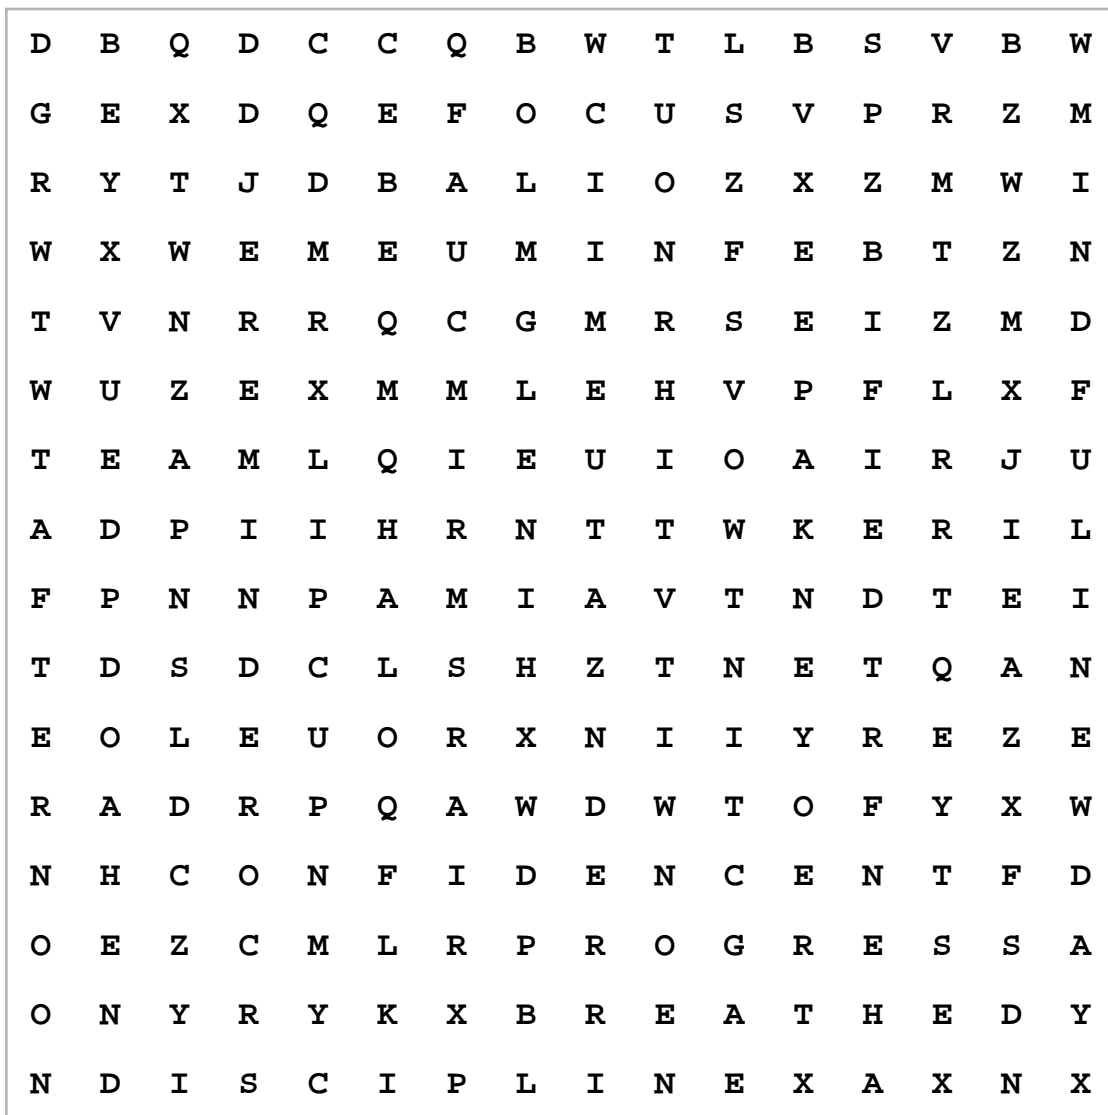 D B Q D C C Q B W T L B S V B W
G E X D Q E F O C U S V P R Z M
R Y T J D B A L I O Z X Z M W I
W X W E M E U M I N F E B T Z N
T V N R R Q C G M R S E I Z M D
W U Z E X M M L E H V P F L X F
T E A M L Q I E U I O A I R J U
A D P I I H R N T T W K E R I L
F P N N P A M I A V T N D T E I
T D S D C L S H Z T N E T Q A N
E O L E U O R X N I I Y R E Z E
R A D R P Q A W D W T O F Y X W
N H C O N F I D E N C E N T F D
O E Z C M L R P R O G R E S S A
O N Y R Y K X B R E A T H E D Y
N D I S C I P L I N E X A X N X